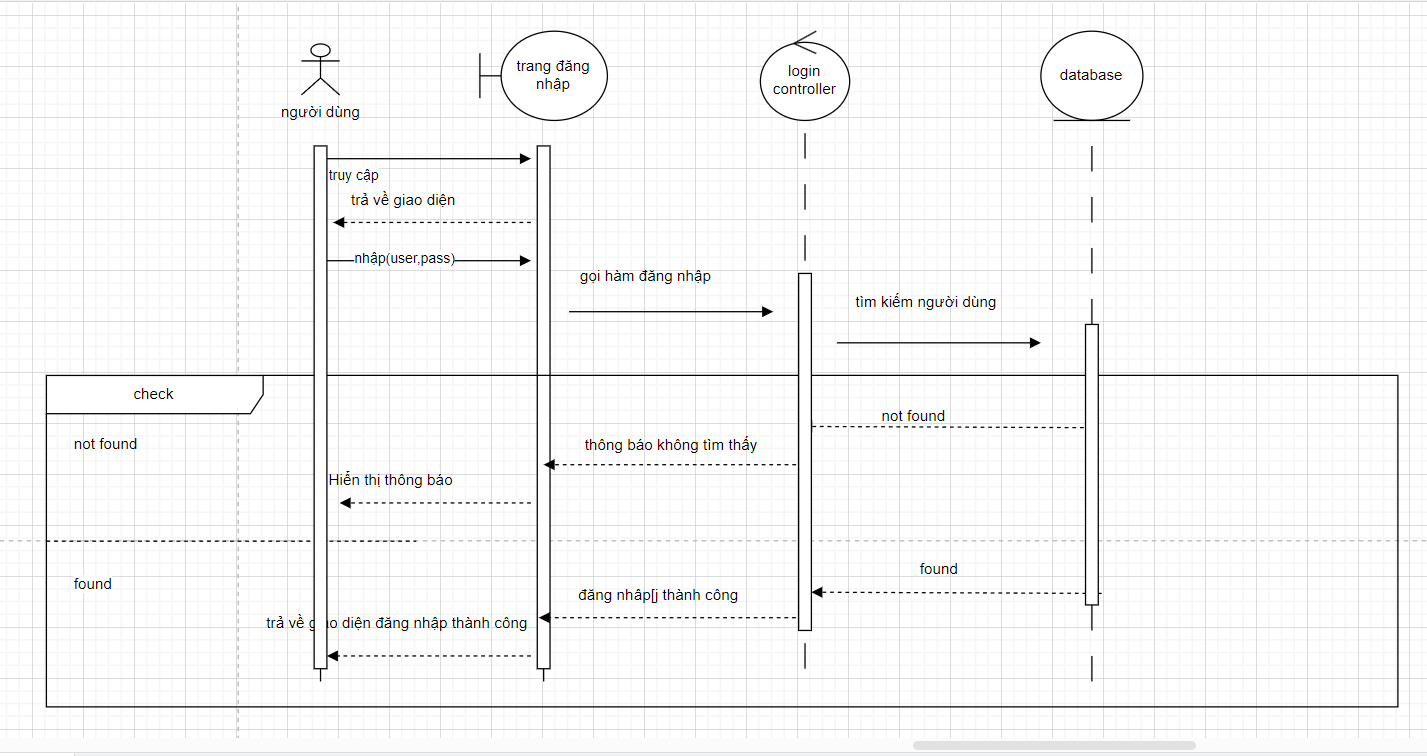 người dùng
trang đăng
nhập
login
controller
database
truy cập
trả về giao diện
nhập(user,pass)
gọi hàm đăng nhập
tìm kiếm người dùng
check
not found
not found
thông báo không tìm thấy
Hiển thị thông báo
found
found
đăng nhâp[j thành công
trả về giao diện đăng nhập thành công